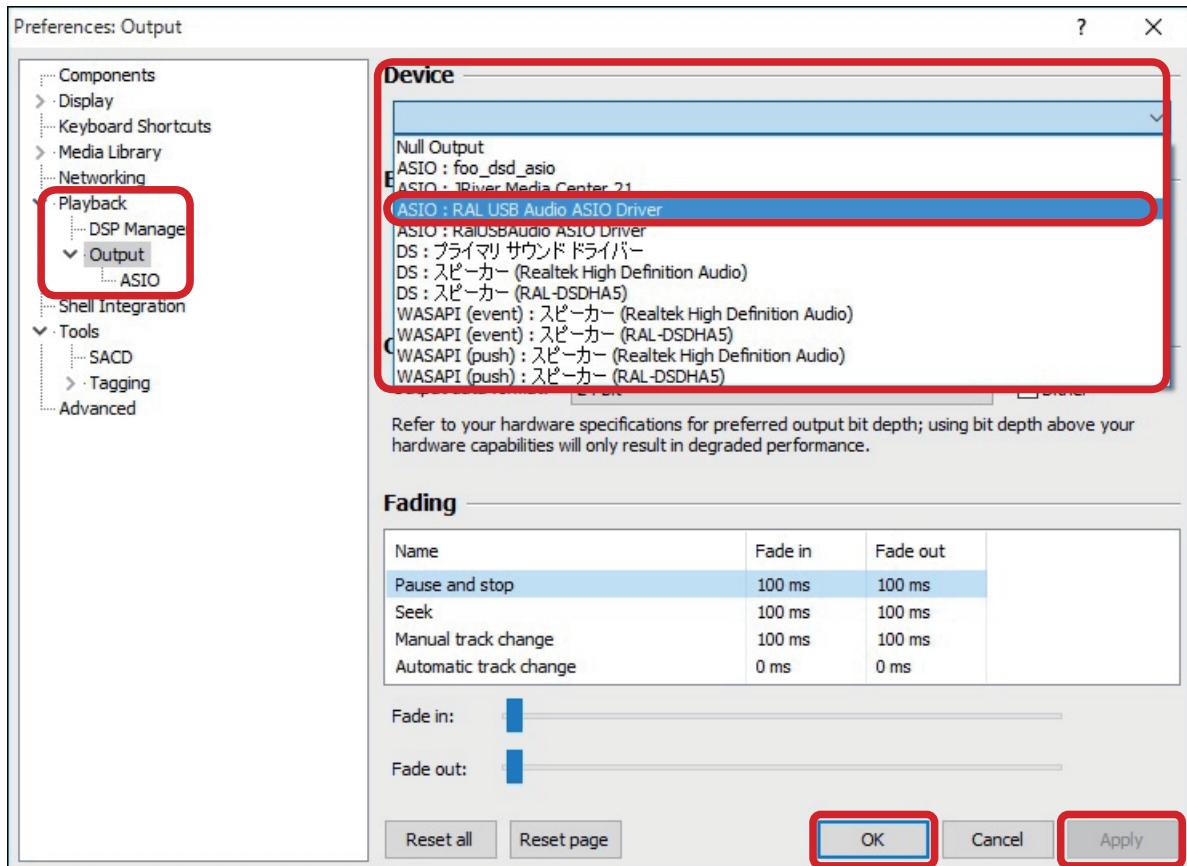 Preferences: Output
?
Components
Display
Keyboard Shortcuts
Media Library
Networking
Playback
DSP Manage
Output
ASIO
Shell Integration
Tools
SACD
Tagging
Advanced
Device
Null Output
ASIO : foo_dsd_asio
ASIO : JRiver Media Center 21
ASIO : RAL USB Audio ASIO Driver
ASIO : RalUSBAudio ASIO Driver
DS : プライマリ サウンド ドライバー
DS : スピーカー (Realtek High Definition Audio)
DS : スピーカー (RAL-DSDHA5)
WASAPI (event) : スピーカー (Realtek High Definition Audio)
WASAPI (event) : スピーカー (RAL-DSDHA5)
WASAPI (push) : スピーカー (Realtek High Definition Audio)
WASAPI (push) : スピーカー (RAL-DSDHA5)
Refer to your hardware specifications for preferred output bit depth; using bit depth above your
hardware capabilities will only result in degraded performance.
Fading
Name Fade in Fade out
Pause and stop 100 ms 100 ms
Seek 100 ms 100 ms
Manual track change 100 ms 100 ms
Automatic track change 0 ms 0 ms
Fade in:
Fade out:
Reset all Reset page OK Cancel Apply